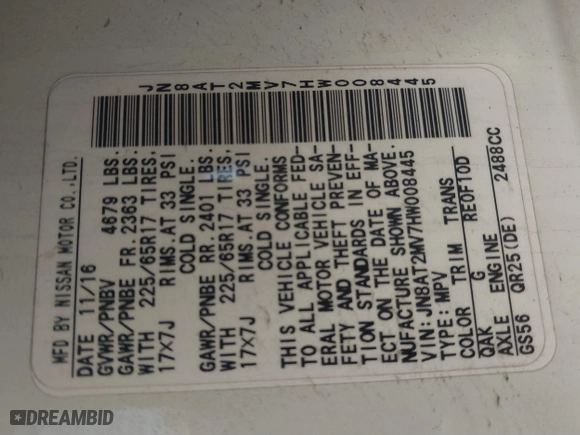 JN8AT2MV7HW008445
MFD BY NISSAN MOTOR CO.,LTD.
DATE 11/16
GVWR/PNBV 4679 LBS.
GAWR/PNBE FR. 2363 LBS.
WITH 225/65R17 TIRES,
17X7J RIMS.AT 33 PSI
COLD SINGLE.
GAWR/PNBE RR. 2401 LBS.
WITH 225/65R17 TIRES,
17X7J RIMS.AT 33 PSI
COLD SINGLE.
THIS VEHICLE CONFORMS
TO ALL APPLICABLE FED-
ERAL MOTOR VEHICLE SA-
FETY AND THEFT PREVEN-
TION STANDARDS IN EFF-
ECT ON THE DATE OF MA-
NUFACTURE SHOWN ABOVE.
VIN: JN8AT2MV7HW008445
TYPE: MPV
COLOR TRIM TRANS
QAK G RE0F10D
AXLE ENGINE
GS56 QR25(DE) 2488CC
DREAMBID